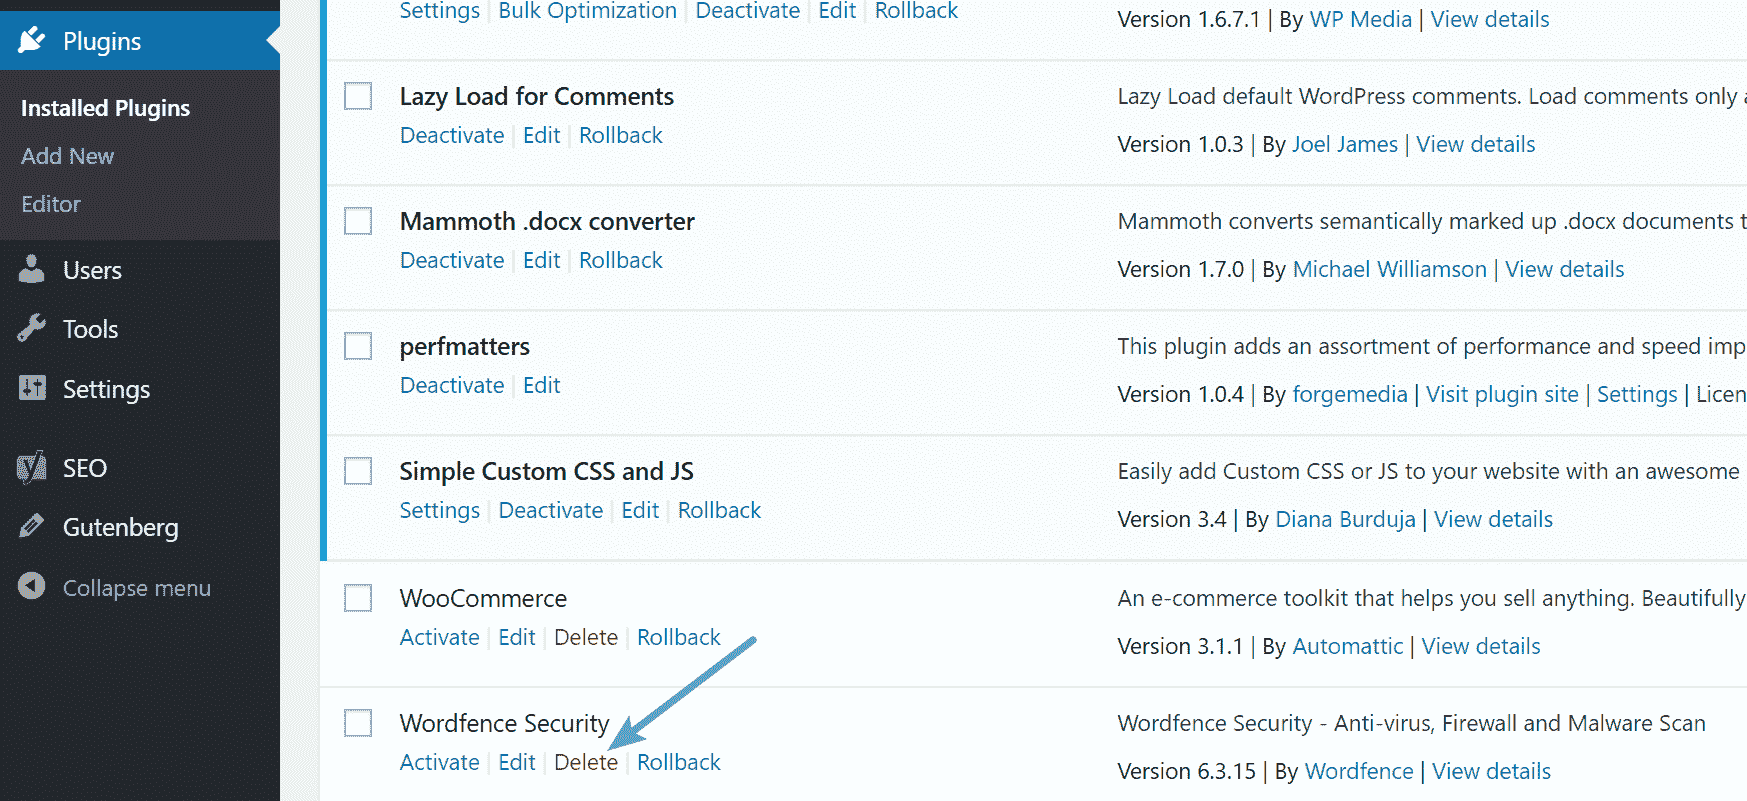 Plugins
Installed Plugins
Add New
Editor
Users
Tools
Settings
SEO
Gutenberg
Collapse menu
Settings | Bulk Optimization | Deactivate | Edit | Rollback
Version 1.6.7.1 | By WP Media | View details
Lazy Load for Comments
Deactivate | Edit | Rollback
Lazy Load default WordPress comments. Load comments only
Version 1.0.3 | By Joel James | View details
Mammoth .docx converter
Deactivate | Edit | Rollback
Mammoth converts semantically marked up .docx documents
Version 1.7.0 | By Michael Williamson | View details
perfmatters
Deactivate | Edit
This plugin adds an assortment of performance and speed imp
Version 1.0.4 | By forgemedia | Visit plugin site | Settings | Licen
Simple Custom CSS and JS
Settings | Deactivate | Edit | Rollback
Easily add Custom CSS or JS to your website with an awesome
Version 3.4 | By Diana Burduja | View details
WooCommerce
Activate | Edit | Delete | Rollback
An e-commerce toolkit that helps you sell anything. Beautifully
Version 3.1.1 | By Automattic | View details
Wordfence Security
Activate | Edit | Delete | Rollback
Wordfence Security - Anti-virus, Firewall and Malware Scan
Version 6.3.15 | By Wordfence | View details